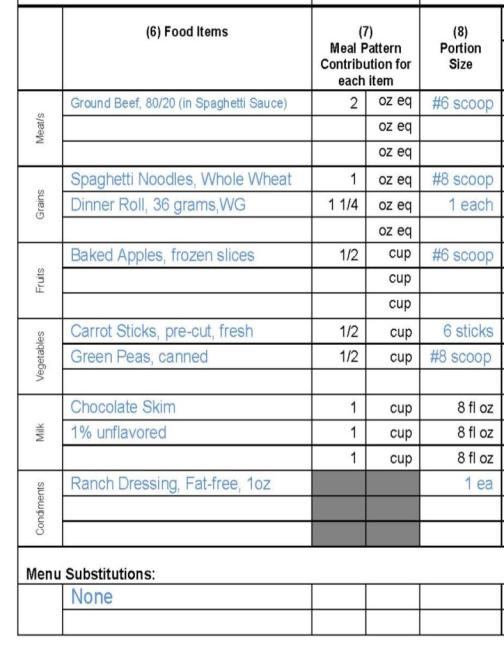 (6) Food Items (7) Meal Pattern Contribution for each item (8) Portion Size
Meat/s
Ground Beef, 80/20 (in Spaghetti Sauce) 2 oz eq #6 scoop
oz eq
oz eq
Grains
Spaghetti Noodles, Whole Wheat 1 oz eq #8 scoop
Dinner Roll, 36 grams,WG 1 1/4 oz eq 1 each
oz eq
Fruits
Baked Apples, frozen slices 1/2 cup #6 scoop
cup
cup
Vegetables
Carrot Sticks, pre-cut, fresh 1/2 cup 6 sticks
Green Peas, canned 1/2 cup #8 scoop
Milk
Chocolate Skim 1 cup 8 fl oz
1% unflavored 1 cup 8 fl oz
1 cup 8 fl oz
Condiments
Ranch Dressing, Fat-free, 1oz 1 ea
Menu Substitutions:
None